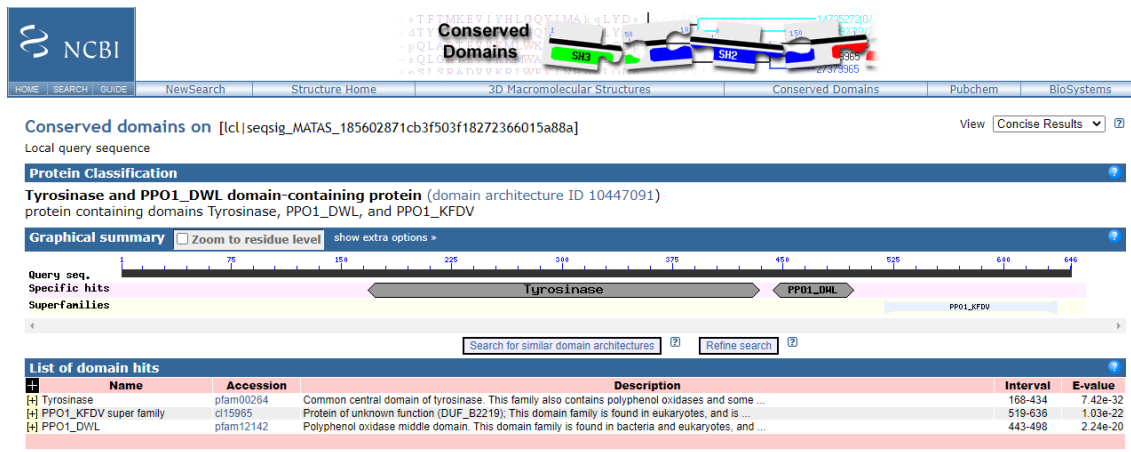 NCBI
Conserved
Domains
SH3
SH2
HOME SEARCH GUIDE NewSearch Structure Home 3D Macromolecular Structures Conserved Domains Pubchem BioSystems
Conserved domains on [lcl|seqsig_MATAS_185602871cb3f503f18272366015a88a]
View Concise Results
Local query sequence
Protein Classification
Tyrosinase and PPO1_DWL domain-containing protein (domain architecture ID 10447091)
protein containing domains Tyrosinase, PPO1_DWL, and PPO1_KFDV
Graphical summary Zoom to residue level show extra options »
1 75 150 225 300 375 450 525 600 646
Query seq.
Specific hits Tyrosinase PPO1_DWL
Superfamilies PPO1_KFDV
Search for similar domain architectures Refine search
List of domain hits
Name Accession Description Interval E-value
[+] Tyrosinase pfam00264 Common central domain of tyrosinase. This family also contains polyphenol oxidases and some ... 168-434 7.42e-32
[+] PPO1_KFDV super family cl15965 Protein of unknown function (DUF_B2219); This domain family is found in eukaryotes, and is ... 519-636 1.03e-22
[+] PPO1_DWL pfam12142 Polyphenol oxidase middle domain. This domain family is found in bacteria and eukaryotes, and ... 443-498 2.24e-20